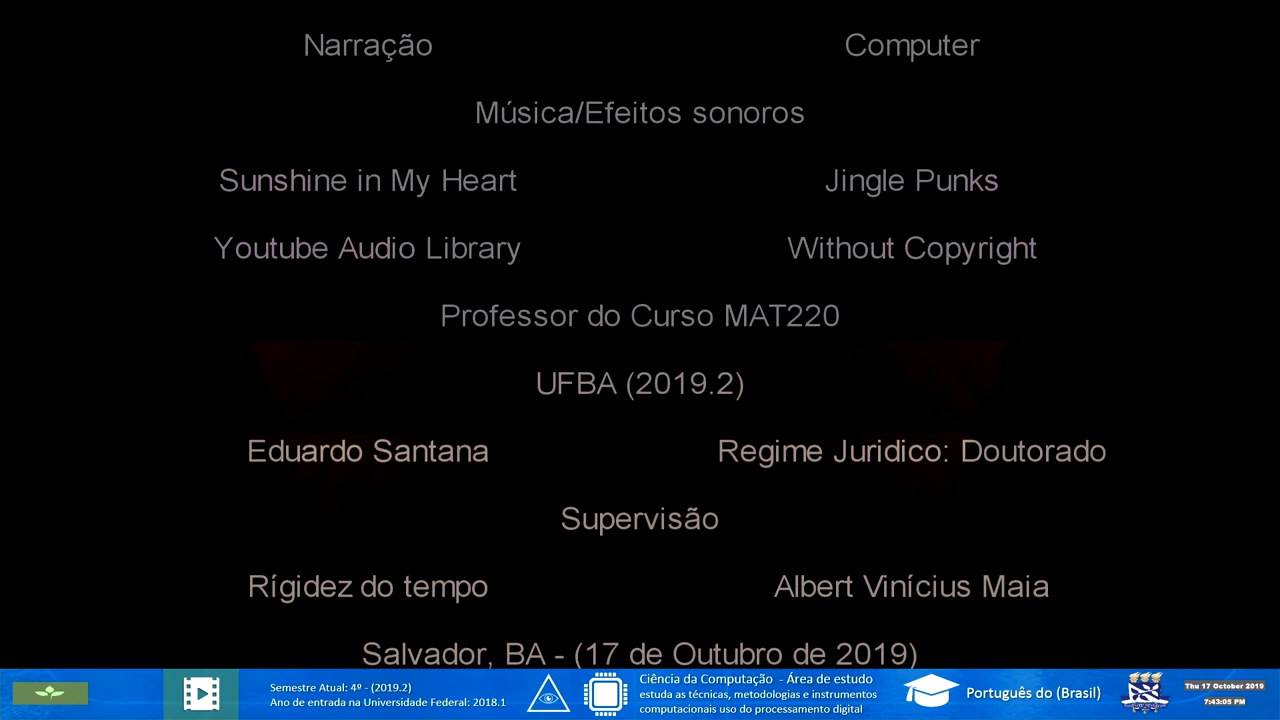 Narração Computer
Música/Efeitos sonoros
Sunshine in My Heart Jingle Punks
Youtube Audio Library Without Copyright
Professor do Curso MAT220
UFBA (2019.2)
Eduardo Santana Regime Juridico: Doutorado
Supervisão
Rígidez do tempo Albert Vinícius Maia
Salvador, BA - (17 de Outubro de 2019)
Semestre Atual: 4º - (2019.2)
Ano de entrada na Universidade Federal: 2018.1
Ciência da Computação - Área de estudo
estuda as técnicas, metodologias e instrumentos
computacionais uso do processamento digital
Português do (Brasil)
Thu 17 October 2019
7:43:05 PM